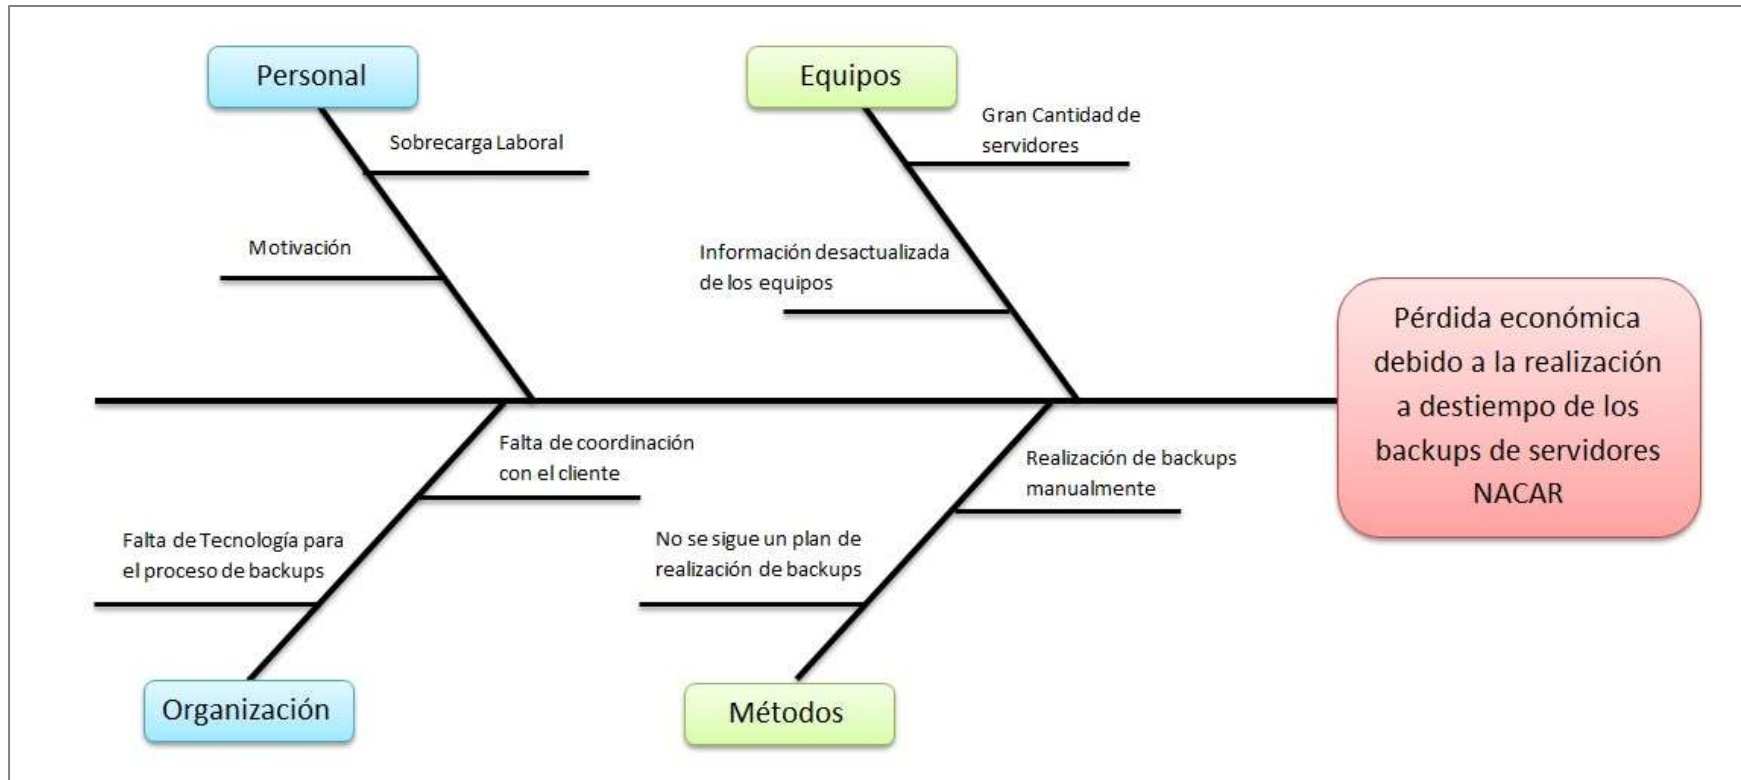 Personal
Equipos
Sobrecarga Laboral
Gran Cantidad de
servidores
Motivación
Información desactualizada
de los equipos
Pérdida económica
debido a la realización
a destiempo de los
backups de servidores
NACAR
Falta de coordinación
con el cliente
Realización de backups
manualmente
Falta de Tecnología para
el proceso de backups
No se sigue un plan de
realización de backups
Organización
Métodos